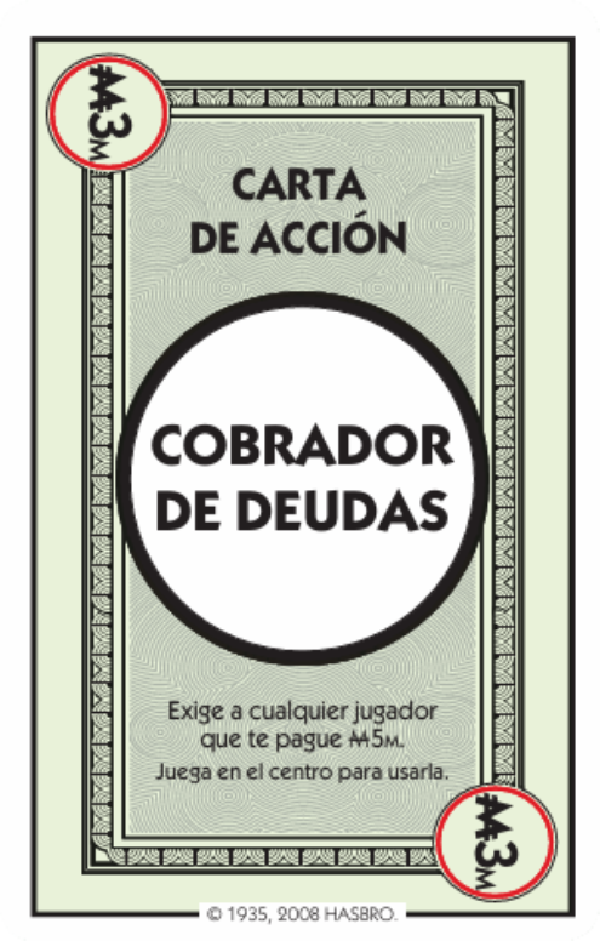 ₩3M
CARTA
DE ACCIÓN
COBRADOR
DE DEUDAS
Exige a cualquier jugador
que te pague ₩5M.
Juega en el centro para usarla.
₩3M
© 1935, 2008 HASBRO.